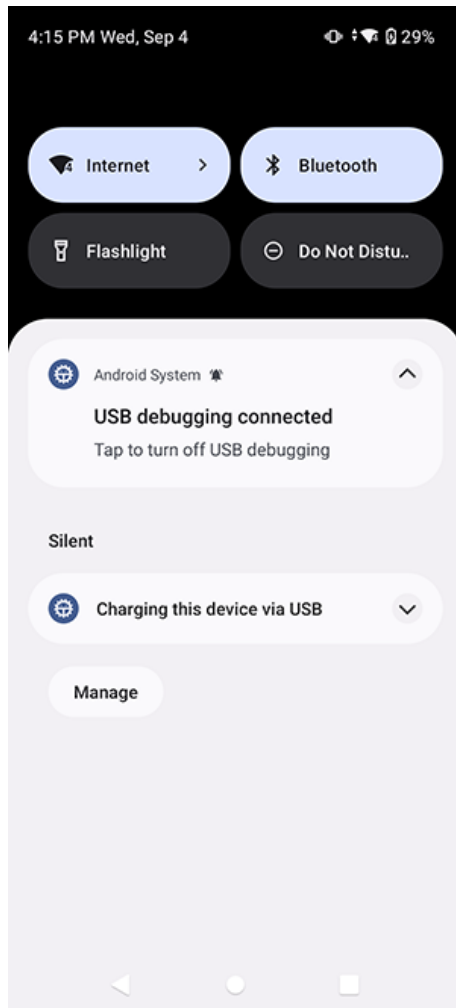 4:15 PM Wed, Sep 4 29%
Internet
Bluetooth
Flashlight
Do Not Distu..
Android System
USB debugging connected
Tap to turn off USB debugging
Silent
Charging this device via USB
Manage